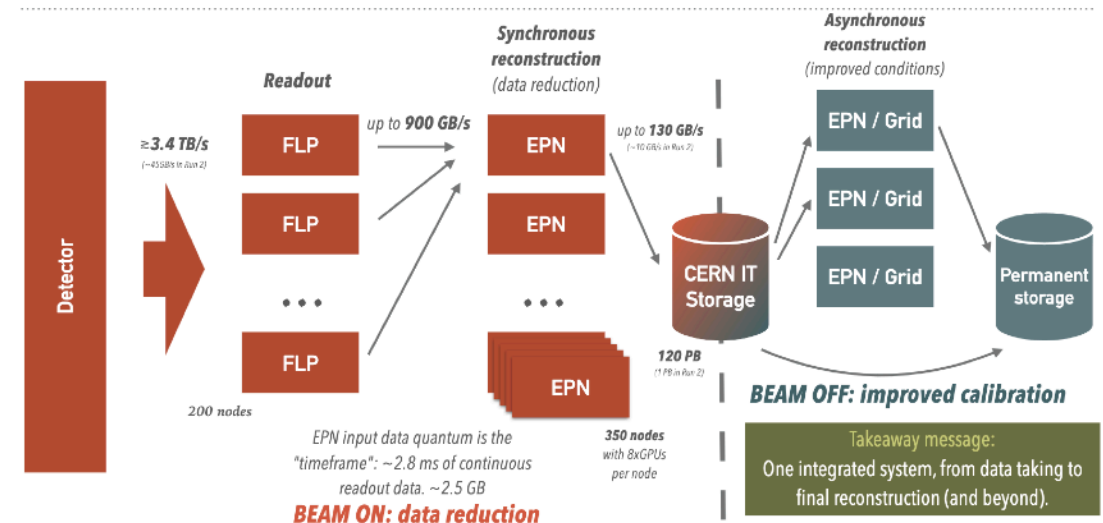 Detector
≥3.4 TB/s
(~45GB/s in Run 2)
Readout
FLP
FLP
•••
FLP
200 nodes
up to 900 GB/s
Synchronous
reconstruction
(data reduction)
EPN
EPN
•••
EPN
350 nodes
with 8xGPUs
per node
EPN input data quantum is the
"timeframe": ~2.8 ms of continuous
readout data. ~2.5 GB
BEAM ON: data reduction
up to 130 GB/s
(~10 GB/s in Run 2)
CERN IT
Storage
120 PB
(1 PB in Run 2)
Asynchronous
reconstruction
(improved conditions)
EPN / Grid
EPN / Grid
EPN / Grid
Permanent
storage
BEAM OFF: improved calibration
Takeaway message:
One integrated system, from data taking to
final reconstruction (and beyond).